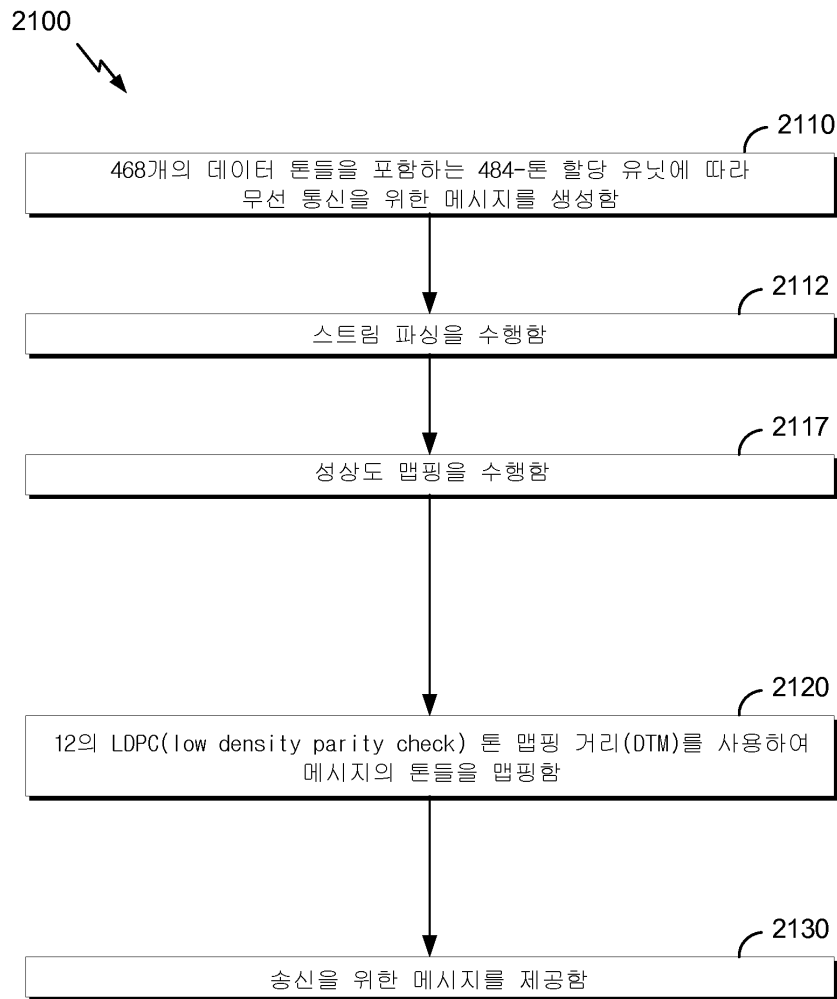 2100
2110
468개의 데이터 톤들을 포함하는 484-톤 할당 유닛에 따라
무선 통신을 위한 메시지를 생성함
2112
스트림 파싱을 수행함
2117
성상도 맵핑을 수행함
2120
12의 LDPC(low density parity check) 톤 맵핑 거리(DTM)를 사용하여
메시지의 톤들을 맵핑함
2130
송신을 위한 메시지를 제공함